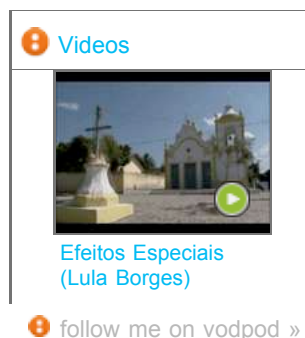 Videos
Efeitos Especiais
(Lula Borges)
follow me on vodpod »